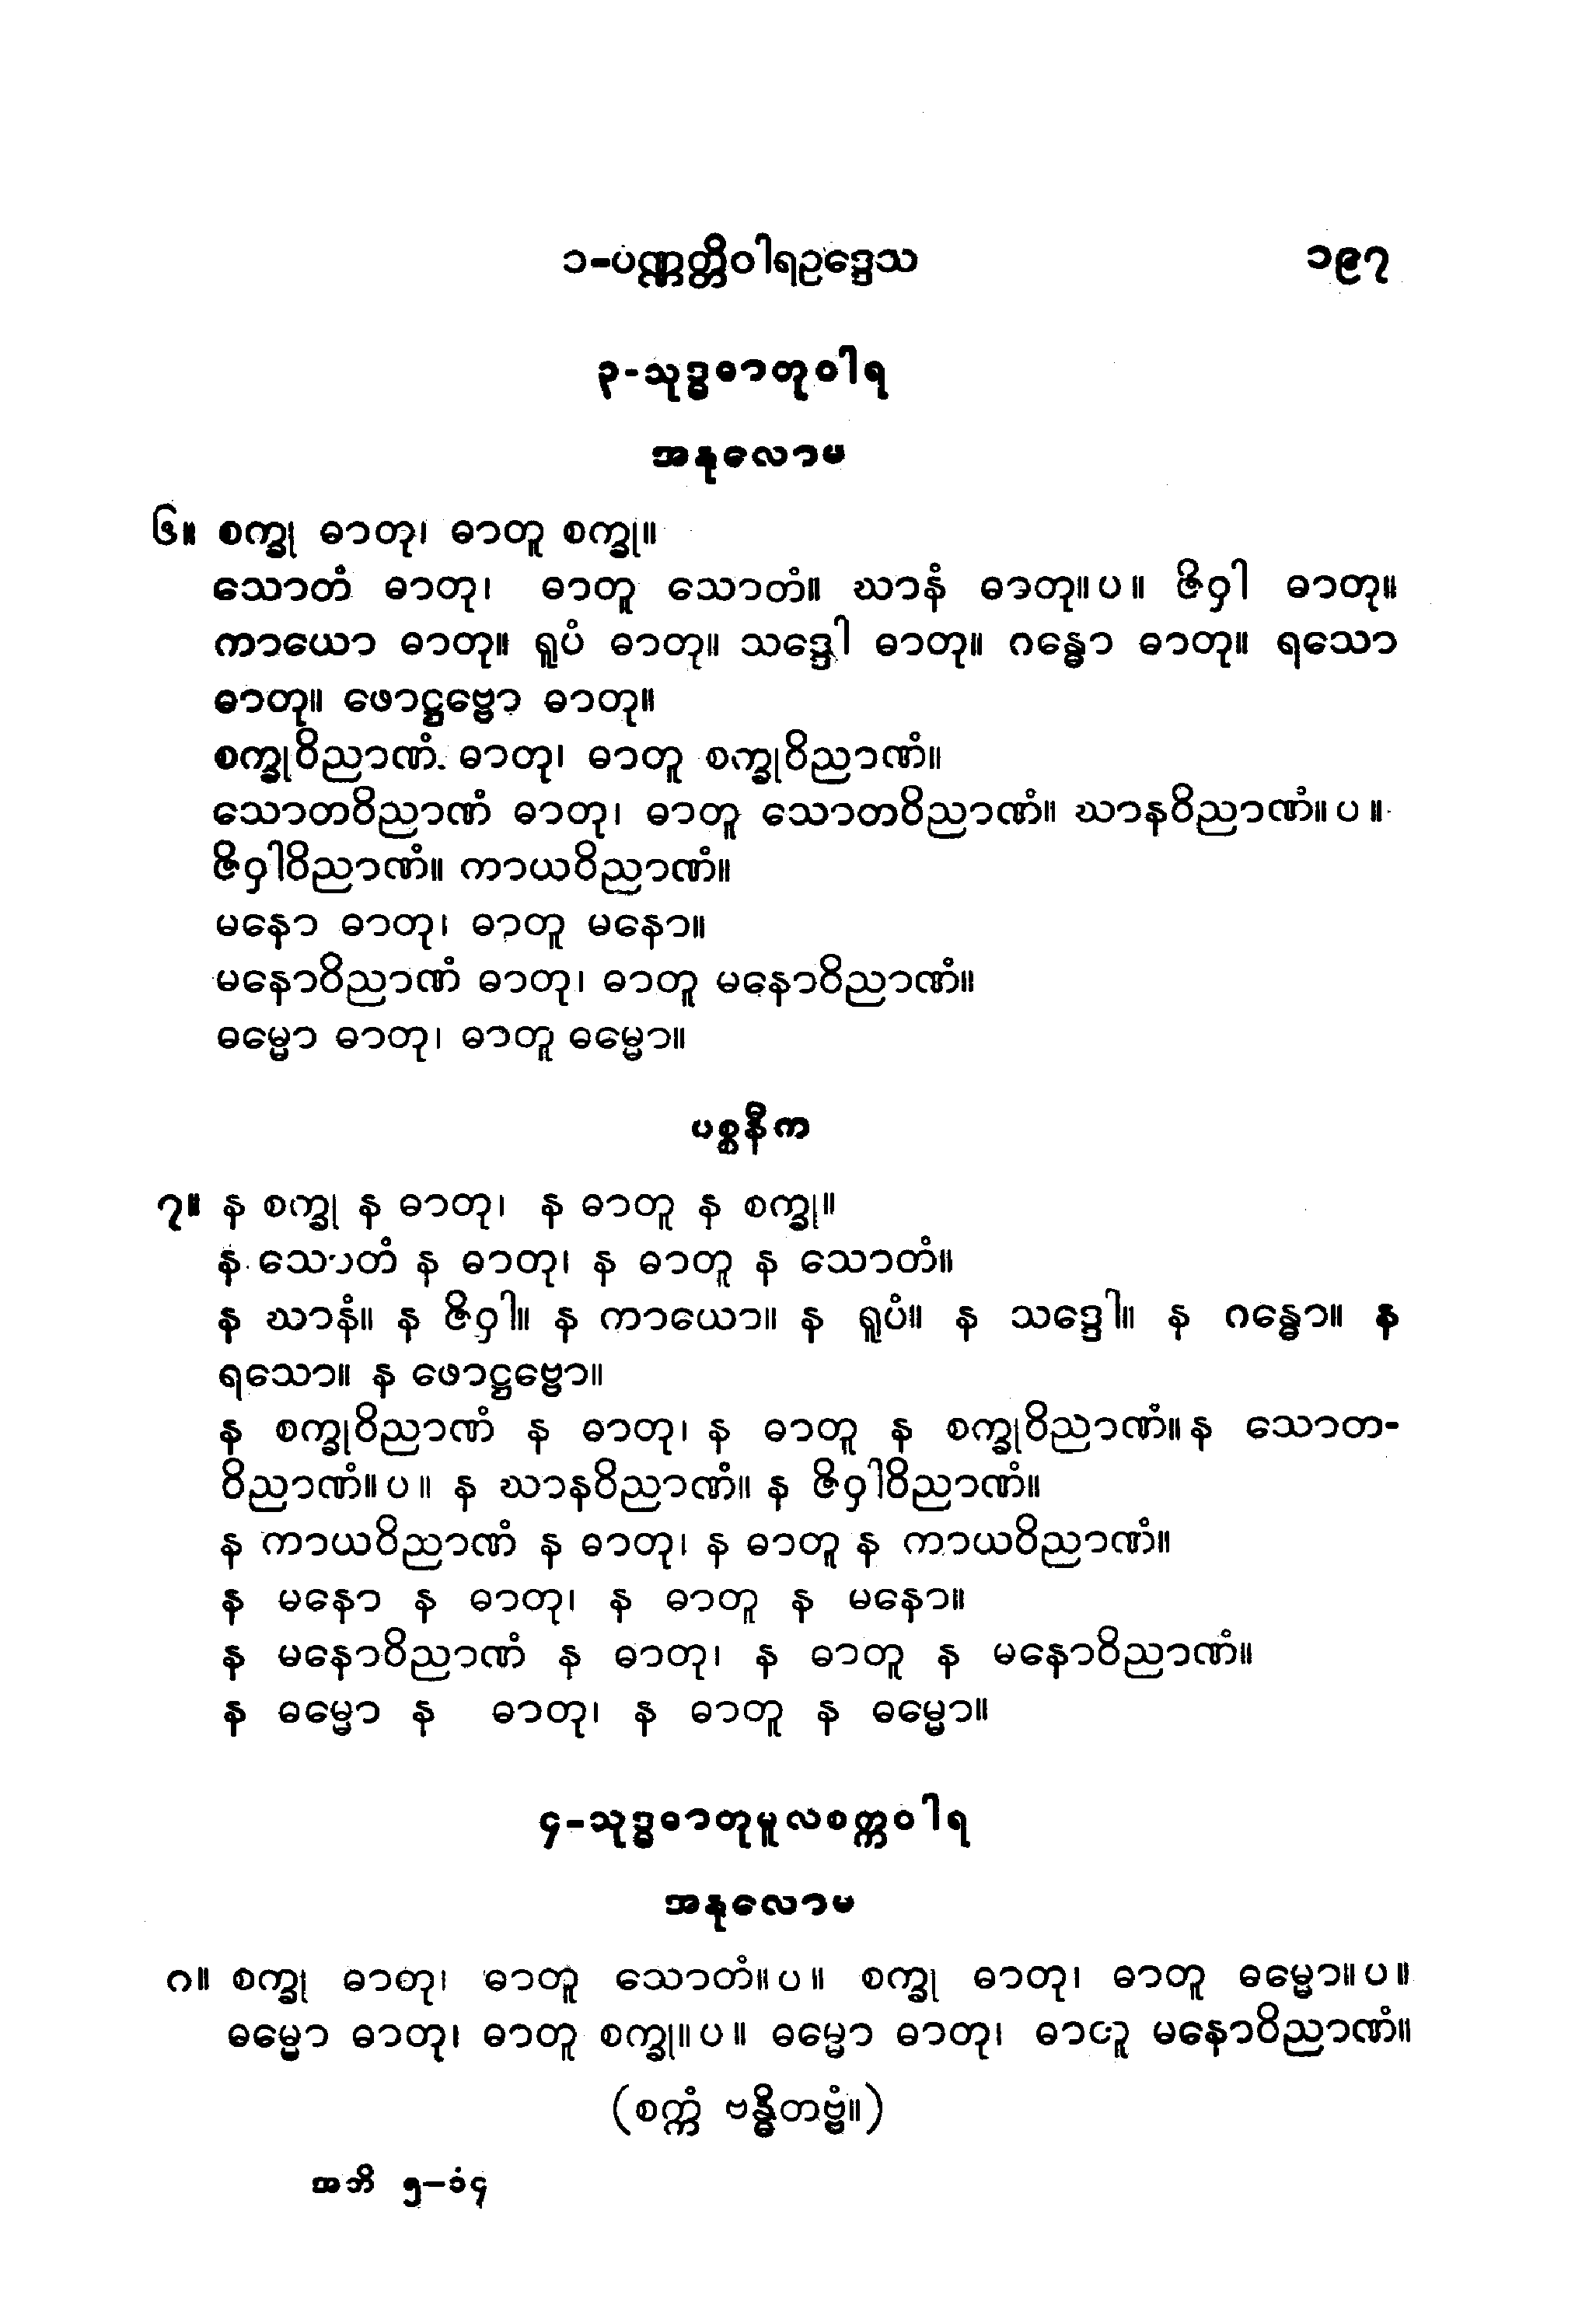 ၁-ပဏ္ဏတ္တိဝါရဥဒ္ဒေသ ၁၉၇
၃-သုဒ္ဓဓာတုဝါရ
အနုလောမ
၆။ စက္ခု ဓာတု၊ ဓာတူ စက္ခု။
သောတံ ဓာတု၊ ဓာတူ သောတံ။ ဃာနံ ဓာတု။ပ။ ဇိဝှါ ဓာတု။
ကာယော ဓာတု။ ရူပံ ဓာတု။ သဒ္ဒေါ ဓာတု။ ဂန္ဓော ဓာတု။ ရသော
ဓာတု။ ဖောဋ္ဌဗ္ဗော ဓာတု။
စက္ခုဝိညာဏံ ဓာတု၊ ဓာတူ စက္ခုဝိညာဏံ။
သောတဝိညာဏံ ဓာတု၊ ဓာတူ သောတဝိညာဏံ။ ဃာနဝိညာဏံ။ပ။
ဇိဝှါဝိညာဏံ။ ကာယဝိညာဏံ။
မနော ဓာတု၊ ဓာတူ မနော။
မနောဝိညာဏံ ဓာတု၊ ဓာတူ မနောဝိညာဏံ။
ဓမ္မော ဓာတု၊ ဓာတူ ဓမ္မော။
ပစ္စနီက
၇။ န စက္ခု န ဓာတု၊ န ဓာတူ န စက္ခု။
န သောတံ န ဓာတု၊ န ဓာတူ န သောတံ။
န ဃာနံ။ န ဇိဝှါ။ န ကာယော။ န ရူပံ။ န သဒ္ဒေါ။ န ဂန္ဓော။ န
ရသော။ န ဖောဋ္ဌဗ္ဗော။
န စက္ခုဝိညာဏံ န ဓာတု၊ န ဓာတူ န စက္ခုဝိညာဏံ။ န သောတ-
ဝိညာဏံ။ပ။ န ဃာနဝိညာဏံ။ န ဇိဝှါဝိညာဏံ။
န ကာယဝိညာဏံ န ဓာတု၊ န ဓာတူ န ကာယဝိညာဏံ။
န မနော န ဓာတု၊ န ဓာတူ န မနော။
န မနောဝိညာဏံ န ဓာတု၊ န ဓာတူ န မနောဝိညာဏံ။
န ဓမ္မော န ဓာတု၊ န ဓာတူ န ဓမ္မော။
၄-သုဒ္ဓဓာတုမူလစက္ကဝါရ
အနုလောမ
၈။ စက္ခု ဓာတု၊ ဓာတူ သောတံ။ပ။ စက္ခု ဓာတု၊ ဓာတူ ဓမ္မော။ပ။
ဓမ္မော ဓာတု၊ ဓာတူ စက္ခု။ပ။ ဓမ္မော ဓာတု၊ ဓာတူ မနောဝိညာဏံ။
(စက္ကံ ဗန္ဓိတဗ္ဗံ။)
အဘိ ၅-၁၄